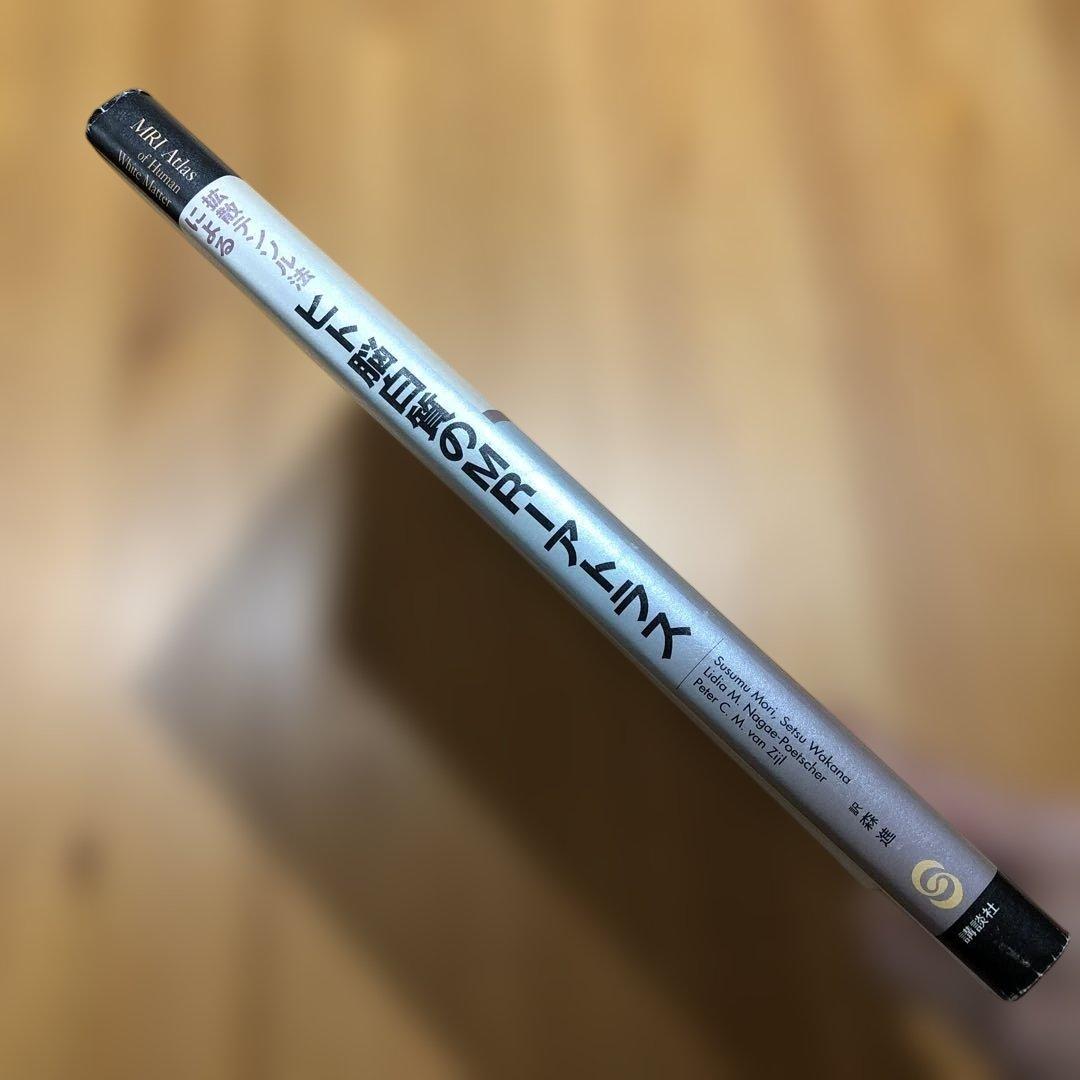 MRI Atlas
of Human
White Matter
拡散テンソル法
による
ヒト脳白質のMRIアトラス
Susumu Mori, Setsu Wakana
Lidia M. Nagae-Poetscher
Peter C. M. van Zijl
訳 森 進
講談社